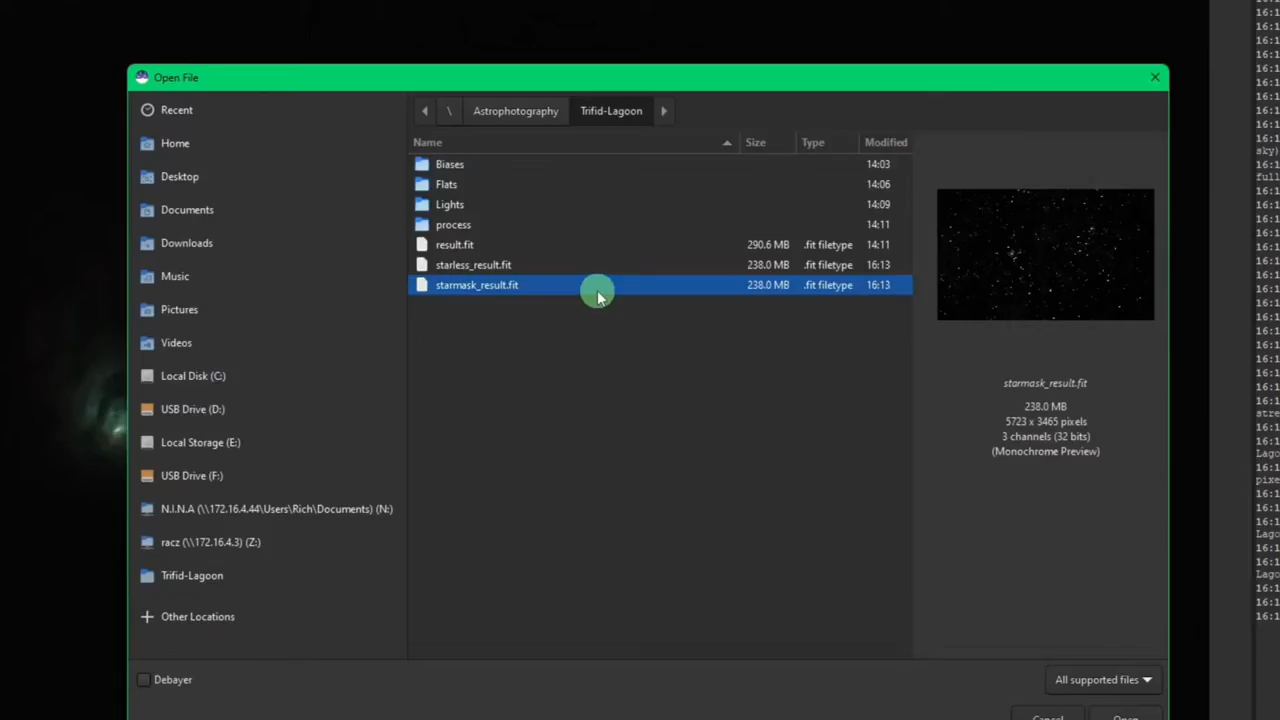 Open File
Recent
Home
Desktop
Documents
Downloads
Music
Pictures
Videos
Local Disk (C:)
USB Drive (D:)
Local Storage (E:)
USB Drive (F:)
N.I.N.A (\\172.16.4.44\Users\Rich\Documents) (N:)
racz (\\172.16.4.3) (Z:)
Trifid-Lagoon
Other Locations
\ Astrophotography Trifid-Lagoon
Name Size Type Modified
Biases 14:03
Flats 14:06
Lights 14:09
process 14:11
result.fit 290.6 MB .fit filetype 14:11
starless_result.fit 238.0 MB .fit filetype 16:13
starmask_result.fit 238.0 MB .fit filetype 16:13
starmask_result.fit
238.0 MB
5723 x 3465 pixels
3 channels (32 bits)
(Monochrome Preview)
Debayer
All supported files
Cancel Open